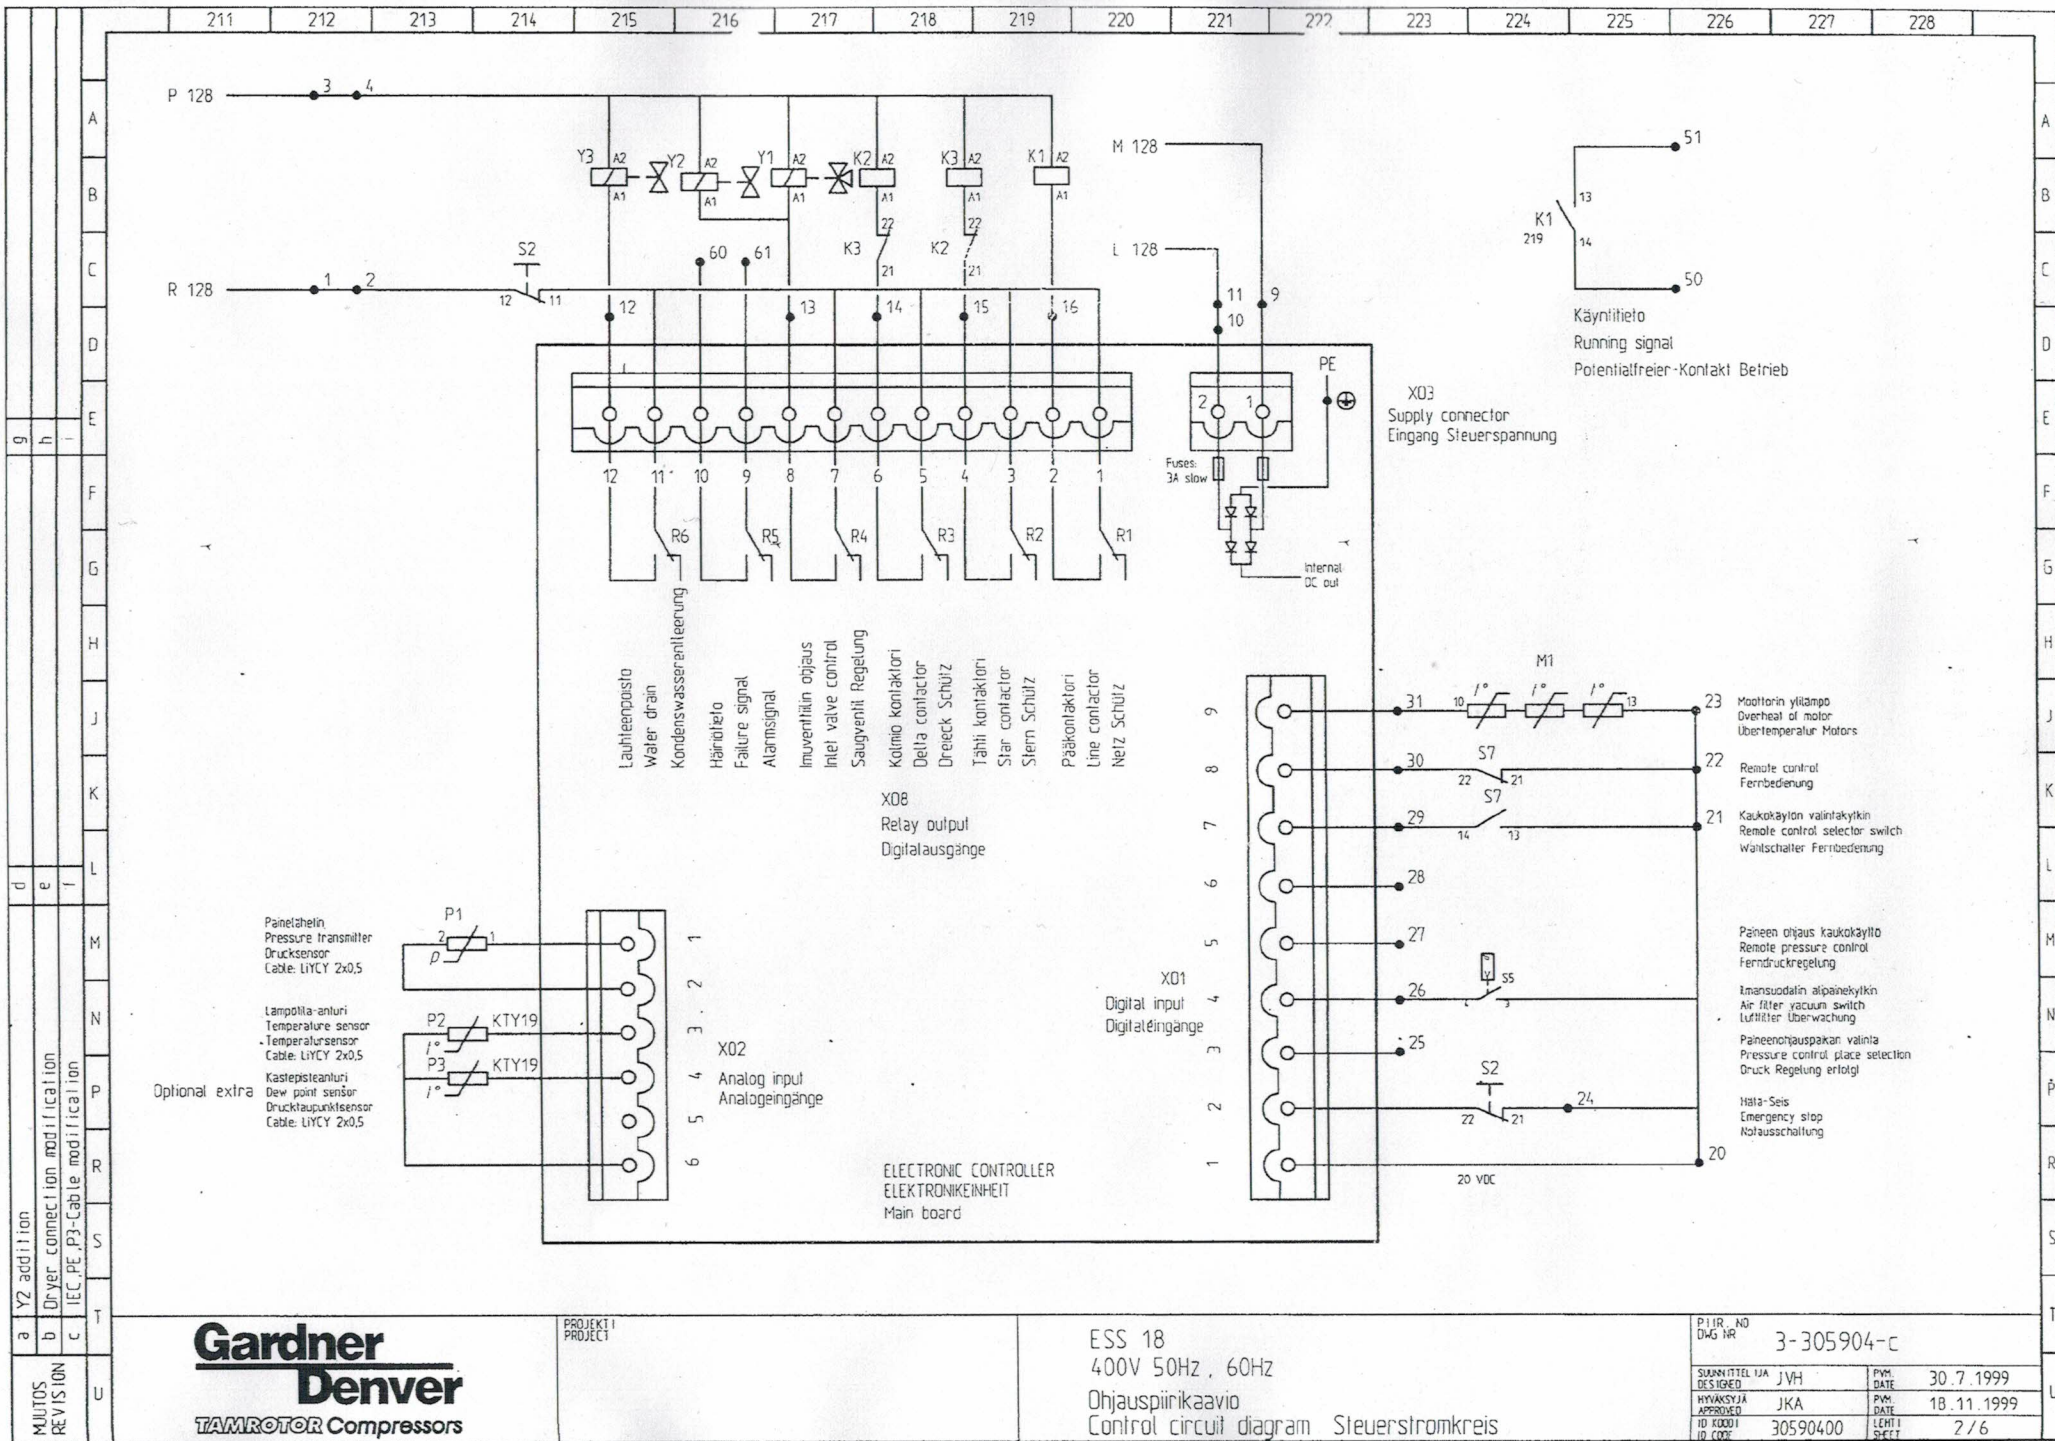 211 212 213 214 215 216 217 218 219 220 221 222 223 224 225 226 227 228
A
B
C
D
E
F
G
H
J
K
L
M
N
P
R
S
T
U
P 128
3 4
R 128
1 2
S2
12 11
Y3 A2 A1
Y2 A2 A1
Y1 A2 A1
K2 A2 A1
K3 A2 A1
K1 A2 A1
K3 22 21
K2 22 21
60 61
12 13 14 15 16
M 128
L 128
11 9
10
51
K1
219
13
14
50
Käyntitieto
Running signal
Potentialfreier-Kontakt Betrieb
PE
2 1
X03
Supply connector
Eingang Steuerspannung
Fuses:
3A slow
Internal
DC out
12 11 10 9 8 7 6 5 4 3 2 1
R6 R5 R4 R3 R2 R1
Lauhteenpoisto
Water drain
Kondenswasserentleerung
Häiriötieto
Failure signal
Alarmsignal
Imuventtiilin objaus
Inlet valve control
Saugventil Regelung
Kolmio kontaktori
Delta contactor
Dreieck Schütz
Tähti kontaktori
Star contactor
Stern Schütz
Pääkontaktori
Line contactor
Netz Schütz
X08
Relay output
Digitalausgänge
M1
9
31
10 13
23
Moottorin ylilämpö
Overheat of motor
Übertemperatur Motors
8
30
S7
22 21
22
Remote control
Fernbedienung
7
29
S7
14 13
21
Kaukokäytön valintakytkin
Remote control selector switch
Wahlschalter Fernbedienung
6
28
5
27
Paineen ohjaus kaukokäyttö
Remote pressure control
Ferndruckregelung
X01
Digital input
Digitaleingänge
4
26
S5
Ilmansuodatin alipainekytkin
Air filter vacuum switch
Luftfilter Überwachung
3
25
Paineenohjauspaikan valinta
Pressure control place selection
Druck Regelung erfolgt
2
S2
22 21
24
Hätä-Seis
Emergency stop
Notausschaltung
1
20 VDC
20
Painelähetin
Pressure transmitter
Drucksensor
Cable: LiYCY 2x0,5
P1
2 1
P
Lämpötila-anturi
Temperature sensor
Temperatursensor
Cable: LiYCY 2x0,5
P2 KTY19
Optional extra
Kastepisteanturi
Dew point sensor
Drucktaupunktsensor
Cable: LiYCY 2x0,5
P3 KTY19
1
2
3
4
5
6
X02
Analog input
Analogeingänge
ELECTRONIC CONTROLLER
ELEKTRONIKEINHEIT
Main board
g h i
d e f
a Y2 addition
b Dryer connection modification
c IEC,PE,P3-Cable modification
MUUTOS
REVISION
Gardner
Denver
TAMROTOR Compressors
PROJEKTI
PROJECT
ESS 18
400V 50Hz , 60Hz
Ohjauspiirikaavio
Control circuit diagram Steuerstromkreis
PIIR. NO
DWG NR
3-305904-c
SUUNNITTELIJA
DESIGNED
JVH
PVM.
DATE
30.7.1999
HYVÄKSYJÄ
APPROVED
JKA
PVM.
DATE
18.11.1999
ID KOODI
ID CODE
30590400
LEHTI
SHEET
2/6